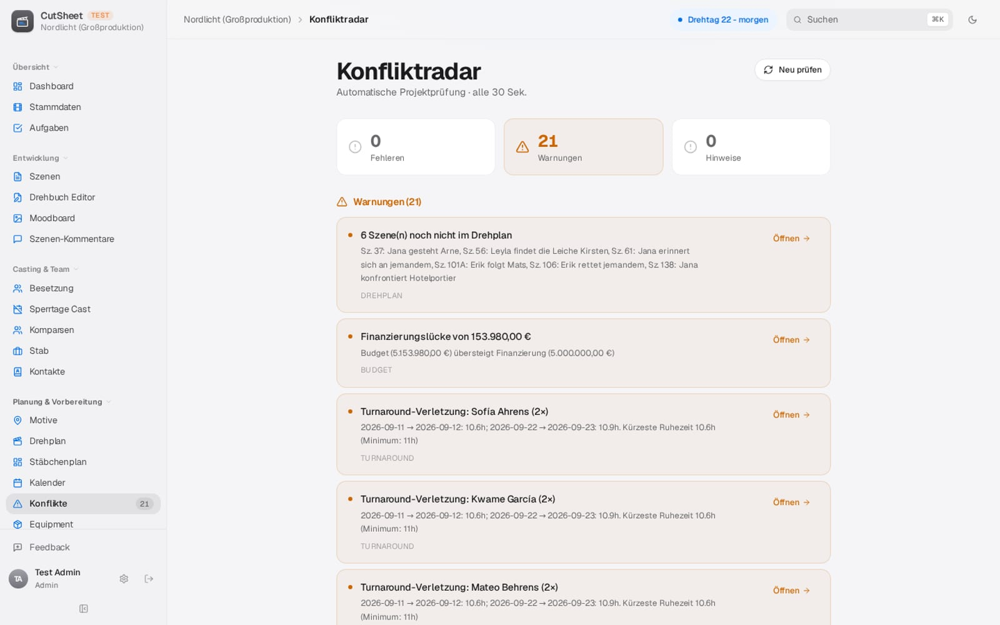 CutSheet TEST
Nordlicht (Großproduktion)
Übersicht
Dashboard
Stammdaten
Aufgaben
Entwicklung
Szenen
Drehbuch Editor
Moodboard
Szenen-Kommentare
Casting & Team
Besetzung
Sperrtage Cast
Komparsen
Stab
Kontakte
Planung & Vorbereitung
Motive
Drehplan
Stäbchenplan
Kalender
Konflikte 21
Equipment
Feedback
TA
Test Admin
Admin
Nordlicht (Großproduktion) > Konfliktradar
Drehtag 22 - morgen
Suchen ⌘K
Konfliktradar
Automatische Projektprüfung · alle 30 Sek.
Neu prüfen
0
Fehleren
21
Warnungen
0
Hinweise
Warnungen (21)
6 Szene(n) noch nicht im Drehplan
Öffnen →
Sz. 37: Jana gesteht Arne, Sz. 56: Leyla findet die Leiche Kirsten, Sz. 61: Jana erinnert
sich an jemandem, Sz. 101A: Erik folgt Mats, Sz. 106: Erik rettet jemandem, Sz. 138: Jana
konfrontiert Hotelportier
DREHPLAN
Finanzierungslücke von 153.980,00 €
Öffnen →
Budget (5.153.980,00 €) übersteigt Finanzierung (5.000.000,00 €)
BUDGET
Turnaround-Verletzung: Sofía Ahrens (2×)
Öffnen →
2026-09-11 → 2026-09-12: 10.6h; 2026-09-22 → 2026-09-23: 10.9h. Kürzeste Ruhezeit 10.6h
(Minimum: 11h)
TURNAROUND
Turnaround-Verletzung: Kwame García (2×)
Öffnen →
2026-09-11 → 2026-09-12: 10.6h; 2026-09-22 → 2026-09-23: 10.9h. Kürzeste Ruhezeit 10.6h
(Minimum: 11h)
TURNAROUND
Turnaround-Verletzung: Mateo Behrens (2×)
Öffnen →
2026-09-11 → 2026-09-12: 10.6h; 2026-09-22 → 2026-09-23: 10.9h. Kürzeste Ruhezeit 10.6h
(Minimum: 11h)